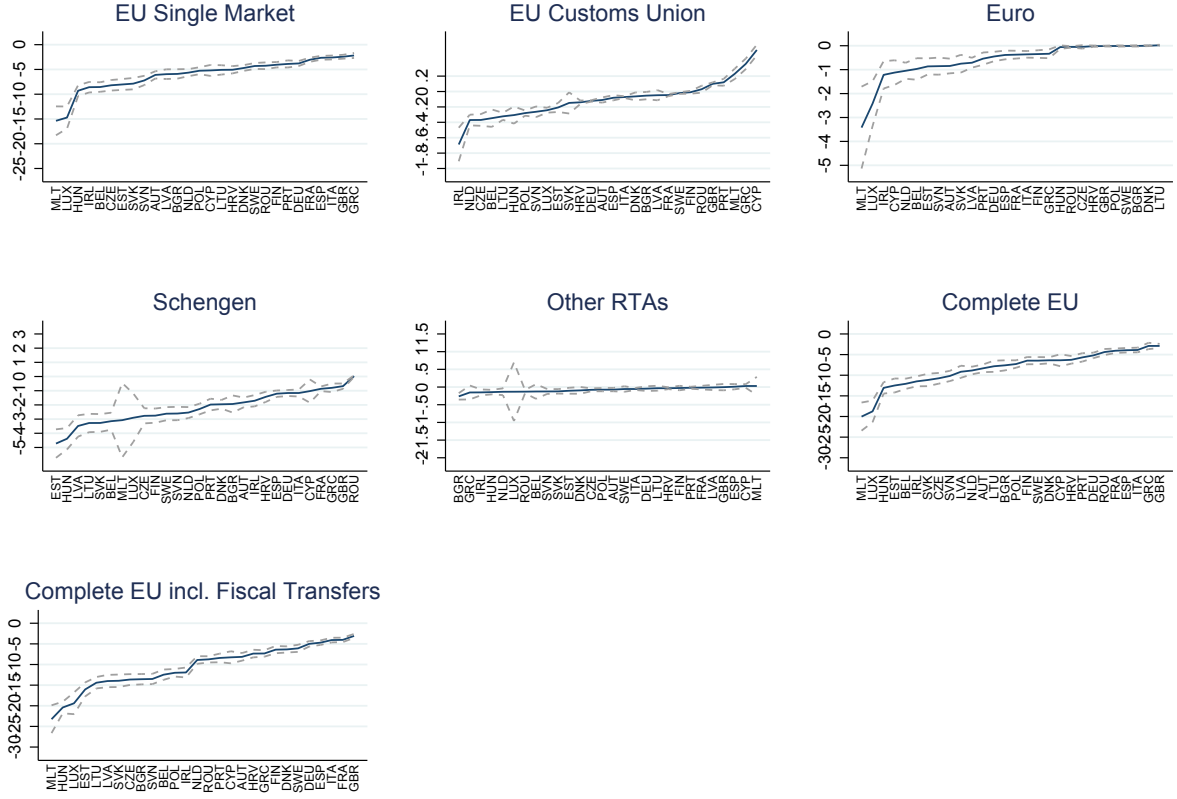 EU Single Market
-25 -20 -15 -10 -5 0
MLT LUX HUN IRL BEL CZE EST SVK SVN AUT LVA BGR NLD POL CYP LTU HRV DNK SWE ROU FIN PRT DEU FRA ESP ITA GBR GRC
EU Customs Union
-1 -.8 -.6 -.4 -.2 0 .2
IRL NLD CZE BEL LTU HUN POL SVN LUX EST SVK HRV DEU AUT ESP ITA DNK BGR LVA FRA SWE FIN ROU GBR PRT MLT GRC CYP
Euro
-5 -4 -3 -2 -1 0
MLT LUX IRL CYP NLD BEL EST SVN AUT SVK LVA PRT DEU ESP FRA ITA FIN GRC HUN ROU CZE HRV GBR POL SWE BGR DNK LTU
Schengen
-5 -4 -3 -2 -1 0 1 2 3
EST HUN LVA LTU SVK BEL MLT LUX CZE FIN SWE SVN NLD POL PRT DNK BGR AUT IRL HRV ESP DEU ITA CYP FRA GRC GBR ROU
Other RTAs
-2 -1.5 -1 -.5 0 .5 1 1.5
BGR GRC IRL HUN NLD LUX ROU BEL SVN SVK EST DNK CZE POL AUT SWE ITA DEU LTU HRV FIN PRT FRA LVA GBR ESP CYP MLT
Complete EU
-30 -25 -20 -15 -10 -5 0
MLT LUX HUN EST BEL IRL SVK CZE SVN LVA NLD AUT LTU BGR POL FIN SWE DNK CYP HRV PRT DEU ROU FRA ESP ITA GRC GBR
Complete EU incl. Fiscal Transfers
-30 -25 -20 -15 -10 -5 0
MLT HUN LUX EST LTU LVA SVK CZE BGR SVN BEL POL IRL NLD ROU PRT CYP AUT HRV GRC FIN DNK SWE DEU ESP ITA FRA GBR